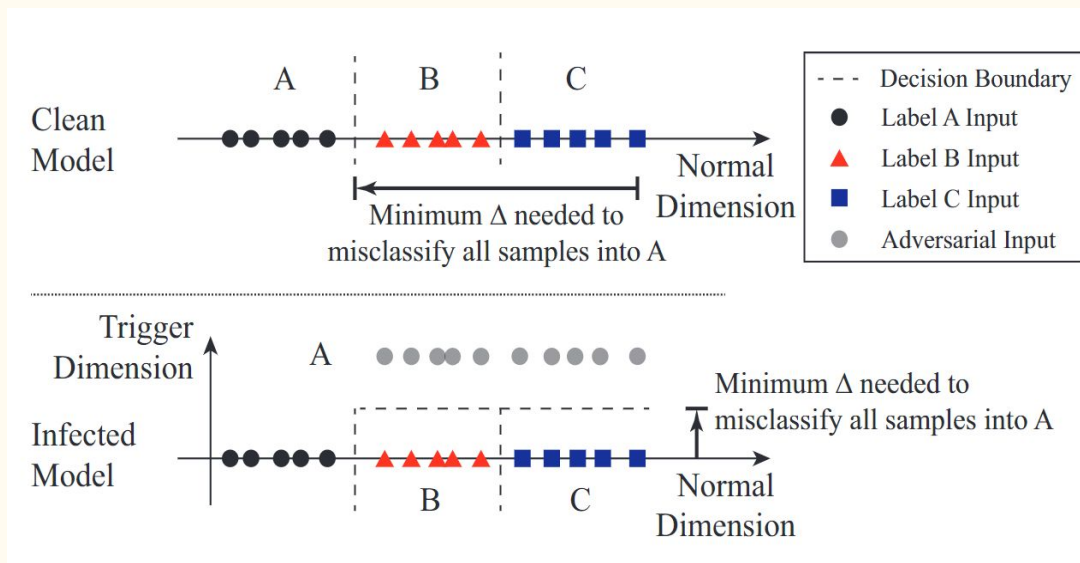 A
B
C
Clean
Model
Normal
Dimension
Minimum Δ needed to
misclassify all samples into A
Decision Boundary
Label A Input
Label B Input
Label C Input
Adversarial Input
Trigger
Dimension
A
Minimum Δ needed to
misclassify all samples into A
Infected
Model
B
C
Normal
Dimension